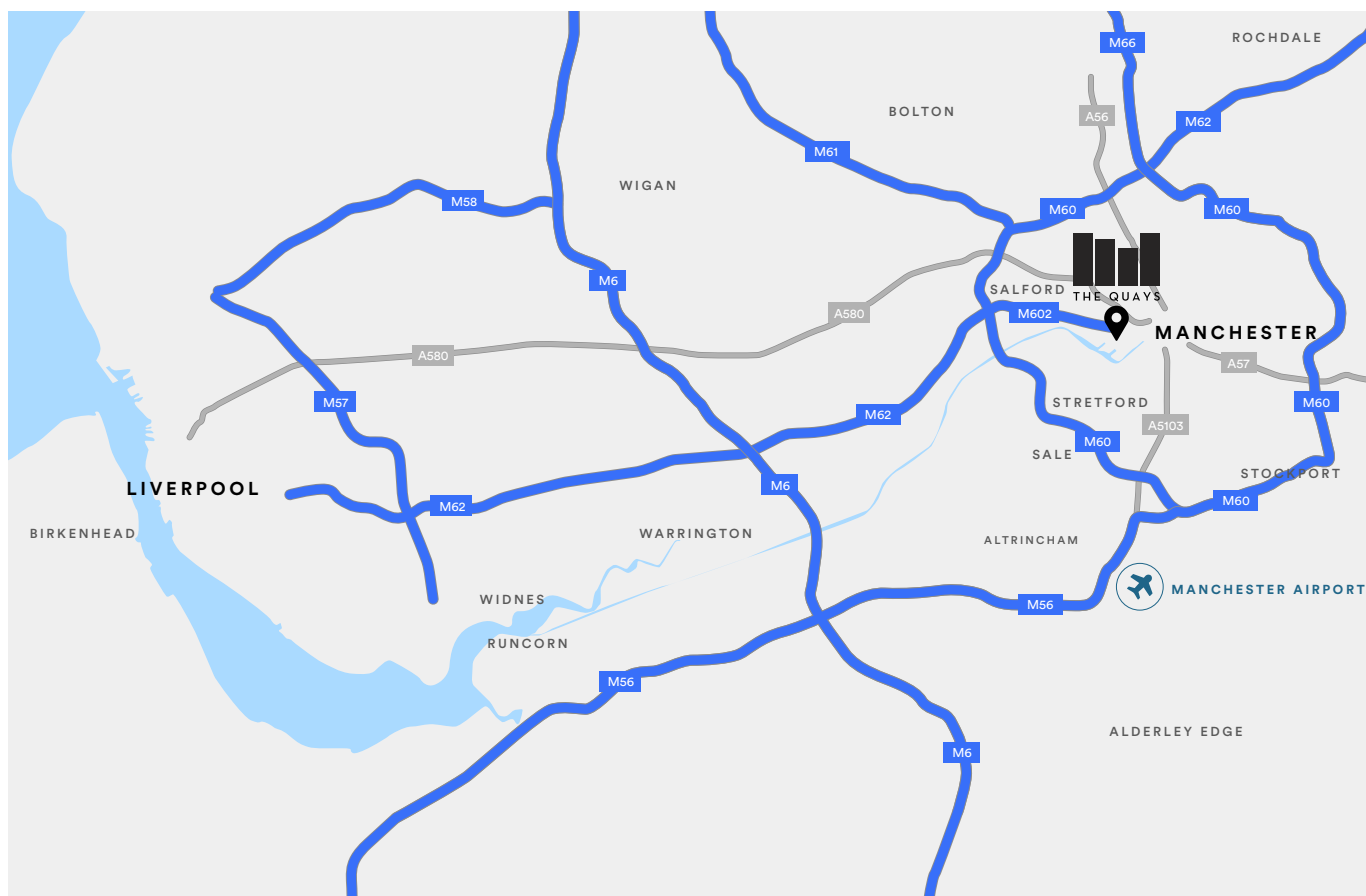 ROCHDALE
M66
BOLTON
A56
M62
M61
WIGAN
M58
M60
M60
M6
SALFORD
THE QUAYS
A580
M602
MANCHESTER
A580
A57
M57
STRETFORD
M60
M62
A5103
M60
SALE
STOCKPORT
M6
LIVERPOOL
M62
M60
BIRKENHEAD
WARRINGTON
ALTRINCHAM
MANCHESTER AIRPORT
WIDNES
M56
RUNCORN
M56
ALDERLEY EDGE
M6